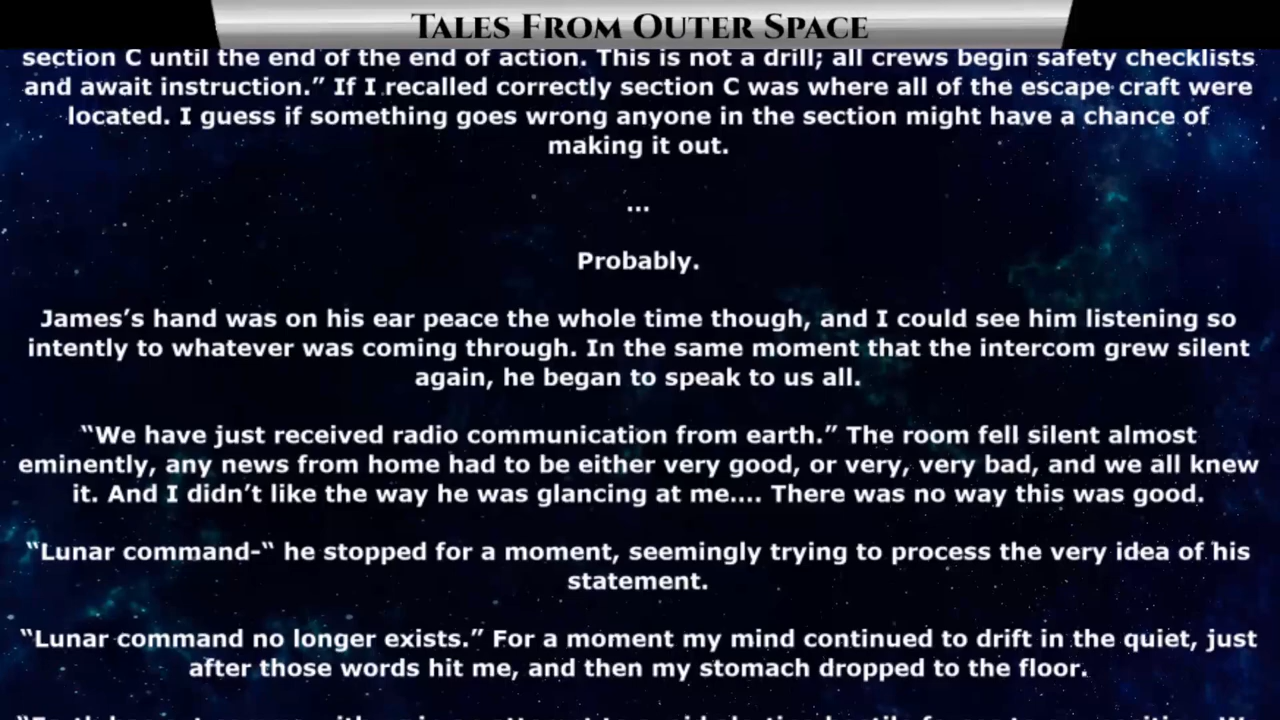 Tales From Outer Space
section C until the end of the end of action. This is not a drill; all crews begin safety checklists
and await instruction.” If I recalled correctly section C was where all of the escape craft were
located. I guess if something goes wrong anyone in the section might have a chance of
making it out.
...
Probably.
James’s hand was on his ear peace the whole time though, and I could see him listening so
intently to whatever was coming through. In the same moment that the intercom grew silent
again, he began to speak to us all.
“We have just received radio communication from earth.” The room fell silent almost
eminently, any news from home had to be either very good, or very, very bad, and we all knew
it. And I didn’t like the way he was glancing at me.... There was no way this was good.
“Lunar command-“ he stopped for a moment, seemingly trying to process the very idea of his
statement.
“Lunar command no longer exists.” For a moment my mind continued to drift in the quiet, just
after those words hit me, and then my stomach dropped to the floor.